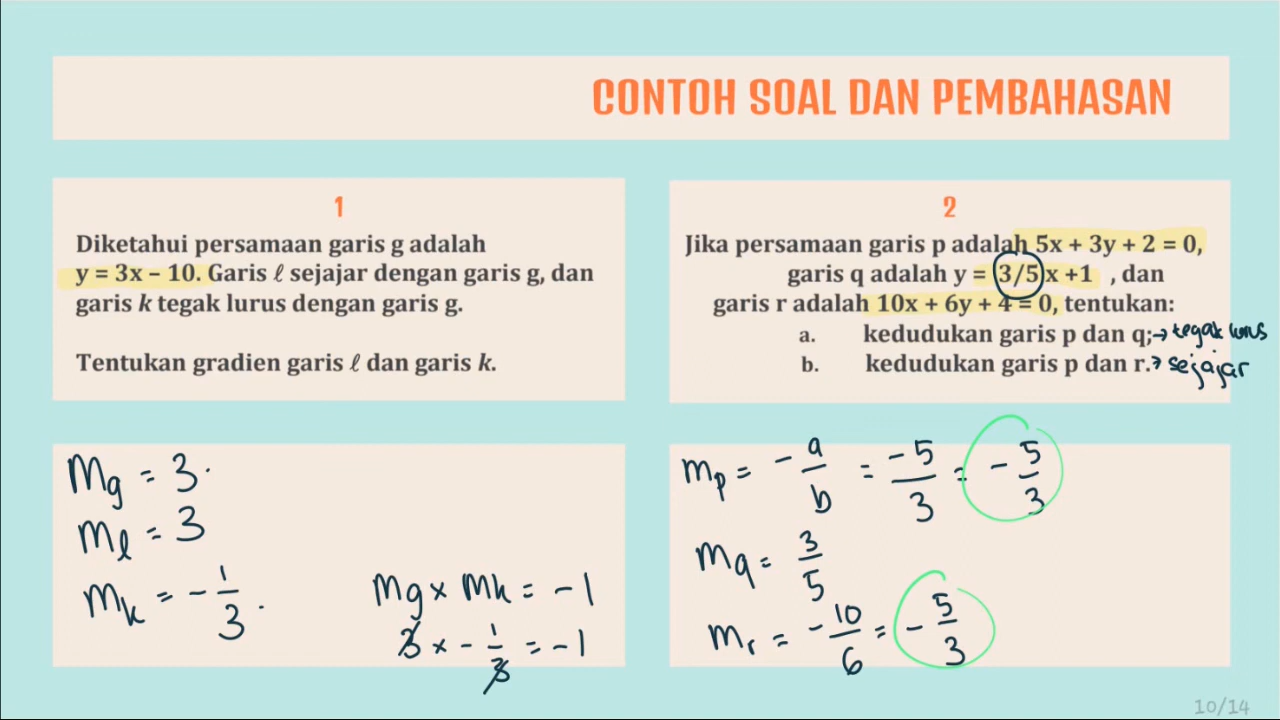 CONTOH SOAL DAN PEMBAHASAN
1
Diketahui persamaan garis g adalah
y = 3x – 10. Garis ℓ sejajar dengan garis g, dan
garis k tegak lurus dengan garis g.
Tentukan gradien garis ℓ dan garis k.
2
Jika persamaan garis p adalah 5x + 3y + 2 = 0,
garis q adalah y = 3/5 x +1 , dan
garis r adalah 10x + 6y + 4 = 0, tentukan:
a. kedudukan garis p dan q; → tegak lurus
b. kedudukan garis p dan r. → sejajar
Mg = 3.
Mℓ = 3
Mk = -1/3.
Mg x Mk = -1
3 x -1/3 = -1
Mp = -a/b = -5/3 = -5/3
Mq = 3/5
Mr = -10/6 = -5/3
10/14